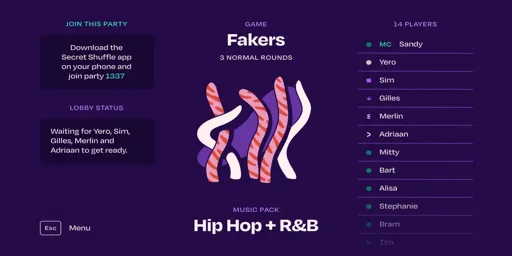 JOIN THIS PARTY
Download the
Secret Shuffle app
on your phone and
join party 1337
LOBBY STATUS
Waiting for Yero, Sim,
Gilles, Merlin and
Adriaan to get ready.
Esc Menu
GAME
Fakers
3 NORMAL ROUNDS
MUSIC PACK
Hip Hop + R&B
14 PLAYERS
MC Sandy
Yero
Sim
Gilles
Merlin
Adriaan
Mitty
Bart
Alisa
Stephanie
Bram